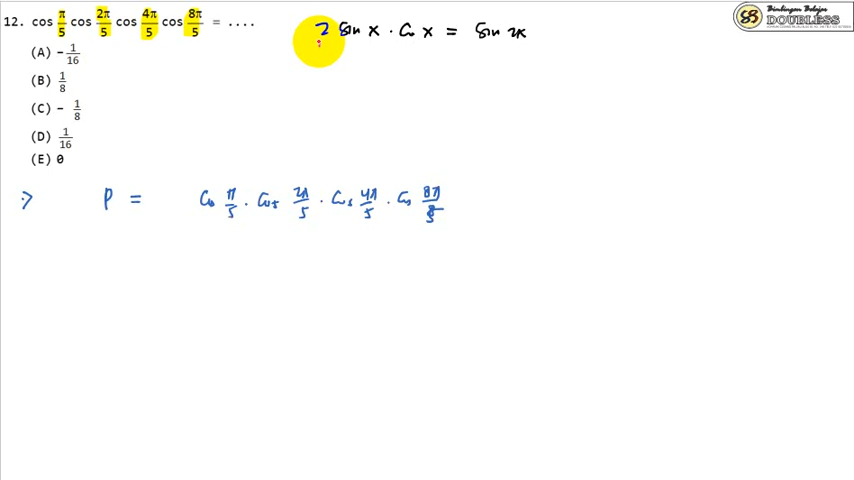 12. cos π/5 cos 2π/5 cos 4π/5 cos 8π/5 = ....
2 sin x · cos x = sin 2x
(A) - 1/16
(B) 1/8
(C) - 1/8
(D) 1/16
(E) 0
P = cos π/5 · cos 2π/5 · cos 4π/5 · cos 8π/5
Bimbingan Belajar
DOUBLESS